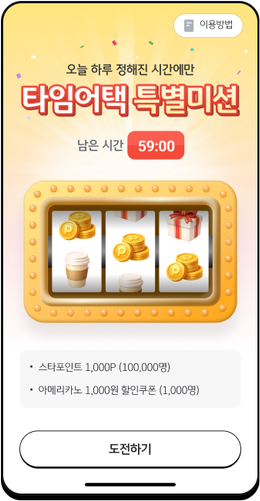 이용방법
오늘 하루 정해진 시간에만
타임어택 특별미션
남은 시간 59:00
• 스타포인트 1,000P (100,000명)
• 아메리카노 1,000원 할인쿠폰 (1,000명)
도전하기